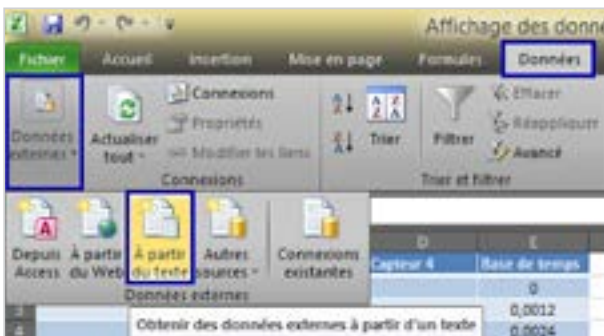 Affichage des donn
Fichier Accueil Insertion Mise en page Formules Données
Données externes
Actualiser tout
Connexions
Propriétés
Modifier les liens
Connexions
Trier
Filtrer
Effacer
Réappliquer
Avancé
Trier et filtrer
Depuis Access
À partir du Web
À partir du texte
Autres sources
Connexions existantes
Données externes
D E
Capteur 4 Base de temps
0
3 0,0012
4 0,0024
Obtenir des données externes à partir d'un texte